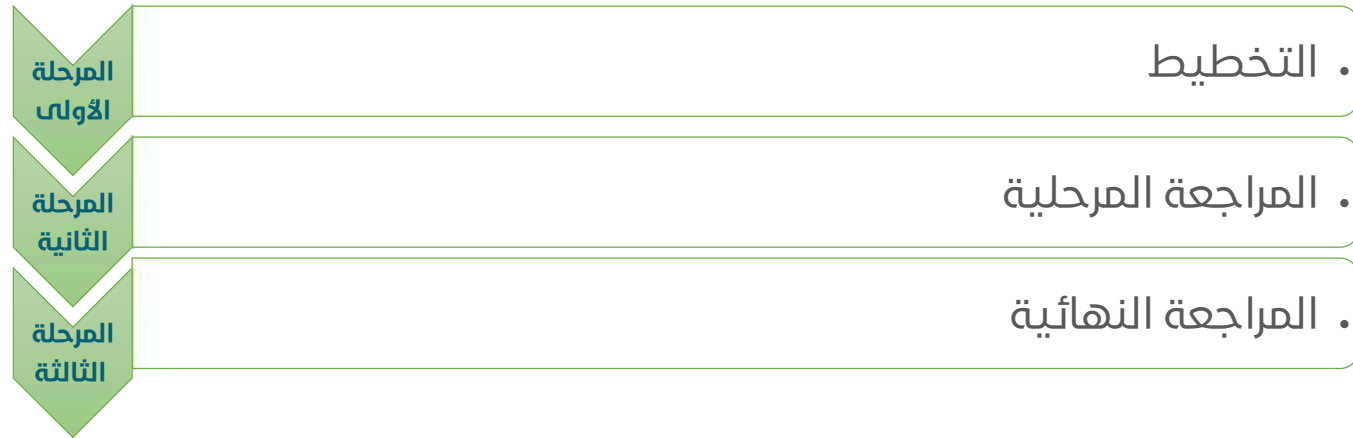 المرحلة
الأولى
. التخطيط
المرحلة
الثانية
. المراجعة المرحلية
المرحلة
الثالثة
. المراجعة النهائية